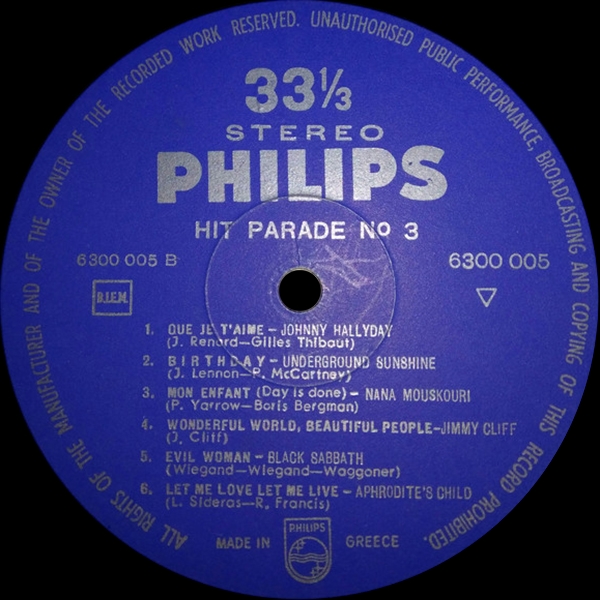 ALL RIGHTS OF THE MANUFACTURER AND OF THE OWNER OF THE RECORDED WORK RESERVED. UNAUTHORISED PUBLIC PERFORMANCE, BROADCASTING AND COPYING OF THIS RECORD PROHIBITED.
33⅓
STEREO
PHILIPS
HIT PARADE No 3
6300 005 B
6300 005
B.I.E.M.
1. QUE JE T'AIME – JOHNNY HALLYDAY
(J. Renard–Gilles Thibaut)
2. BIRTHDAY – UNDERGROUND SUNSHINE
(J. Lennon–P. McCartney)
3. MON ENFANT (Day is done) – NANA MOUSKOURI
(P. Yarrow–Boris Bergman)
4. WONDERFUL WORLD, BEAUTIFUL PEOPLE–JIMMY CLIFF
(J. Cliff)
5. EVIL WOMAN – BLACK SABBATH
(Wiegand–Wiegand–Waggoner)
6. LET ME LOVE LET ME LIVE – APHRODITE'S CHILD
(L. Sideras–R. Francis)
MADE IN
PHILIPS
GREECE